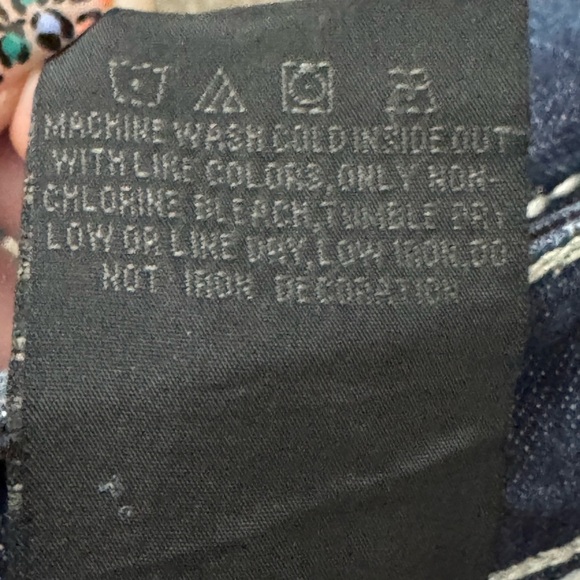 MACHINE WASH COLD INSIDE OUT
WITH LIKE COLORS, ONLY NON-
CHLORINE BLEACH, TUMBLE DRY
LOW OR LINE DRY, LOW IRON. DO
NOT IRON DECORATION